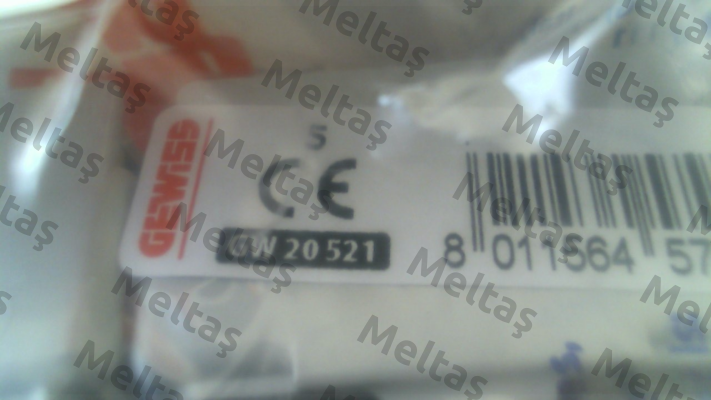 GEWISS
5
CE
GW 20 521
8 011564 57
Meltaş